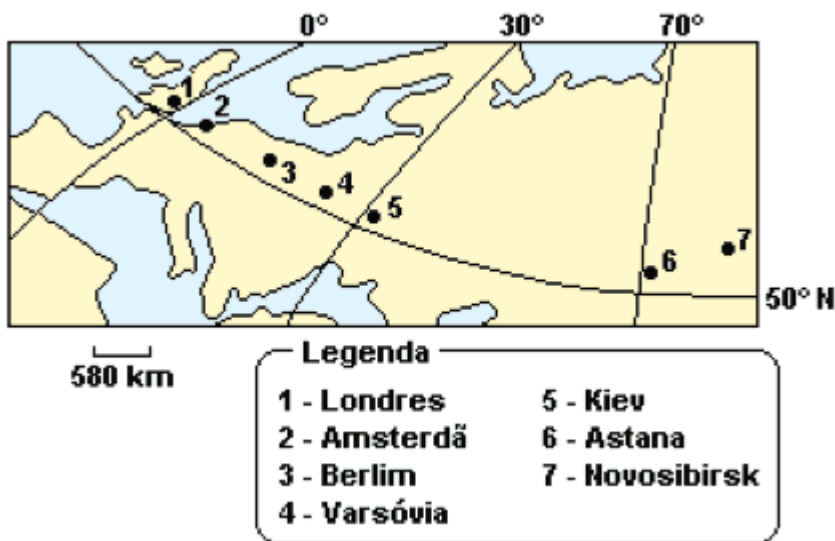 0° 30° 70°
1
2
3
4
5
6
7
50° N
580 km
Legenda
1 - Londres 5 - Kiev
2 - Amsterdã 6 - Astana
3 - Berlim 7 - Novosibirsk
4 - Varsóvia